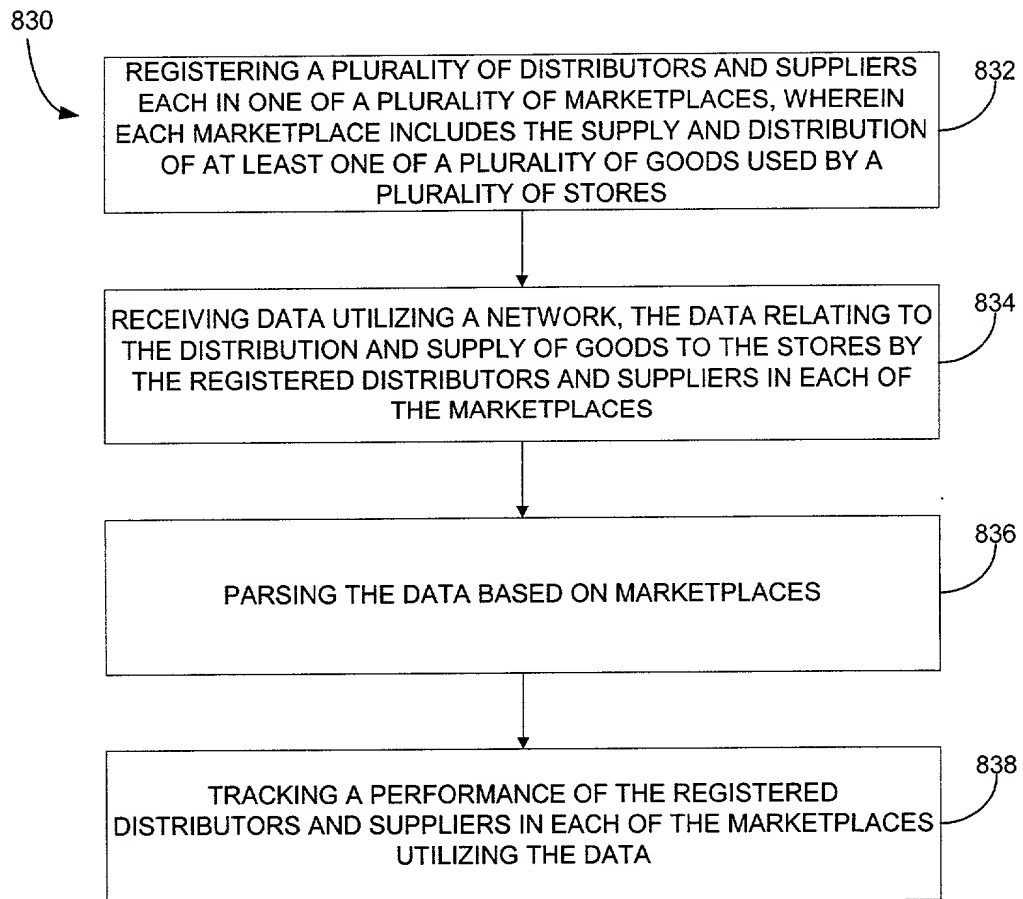 830
REGISTERING A PLURALITY OF DISTRIBUTORS AND SUPPLIERS
EACH IN ONE OF A PLURALITY OF MARKETPLACES, WHEREIN
EACH MARKETPLACE INCLUDES THE SUPPLY AND DISTRIBUTION
OF AT LEAST ONE OF A PLURALITY OF GOODS USED BY A
PLURALITY OF STORES
832
RECEIVING DATA UTILIZING A NETWORK, THE DATA RELATING TO
THE DISTRIBUTION AND SUPPLY OF GOODS TO THE STORES BY
THE REGISTERED DISTRIBUTORS AND SUPPLIERS IN EACH OF
THE MARKETPLACES
834
PARSING THE DATA BASED ON MARKETPLACES
836
TRACKING A PERFORMANCE OF THE REGISTERED
DISTRIBUTORS AND SUPPLIERS IN EACH OF THE MARKETPLACES
UTILIZING THE DATA
838